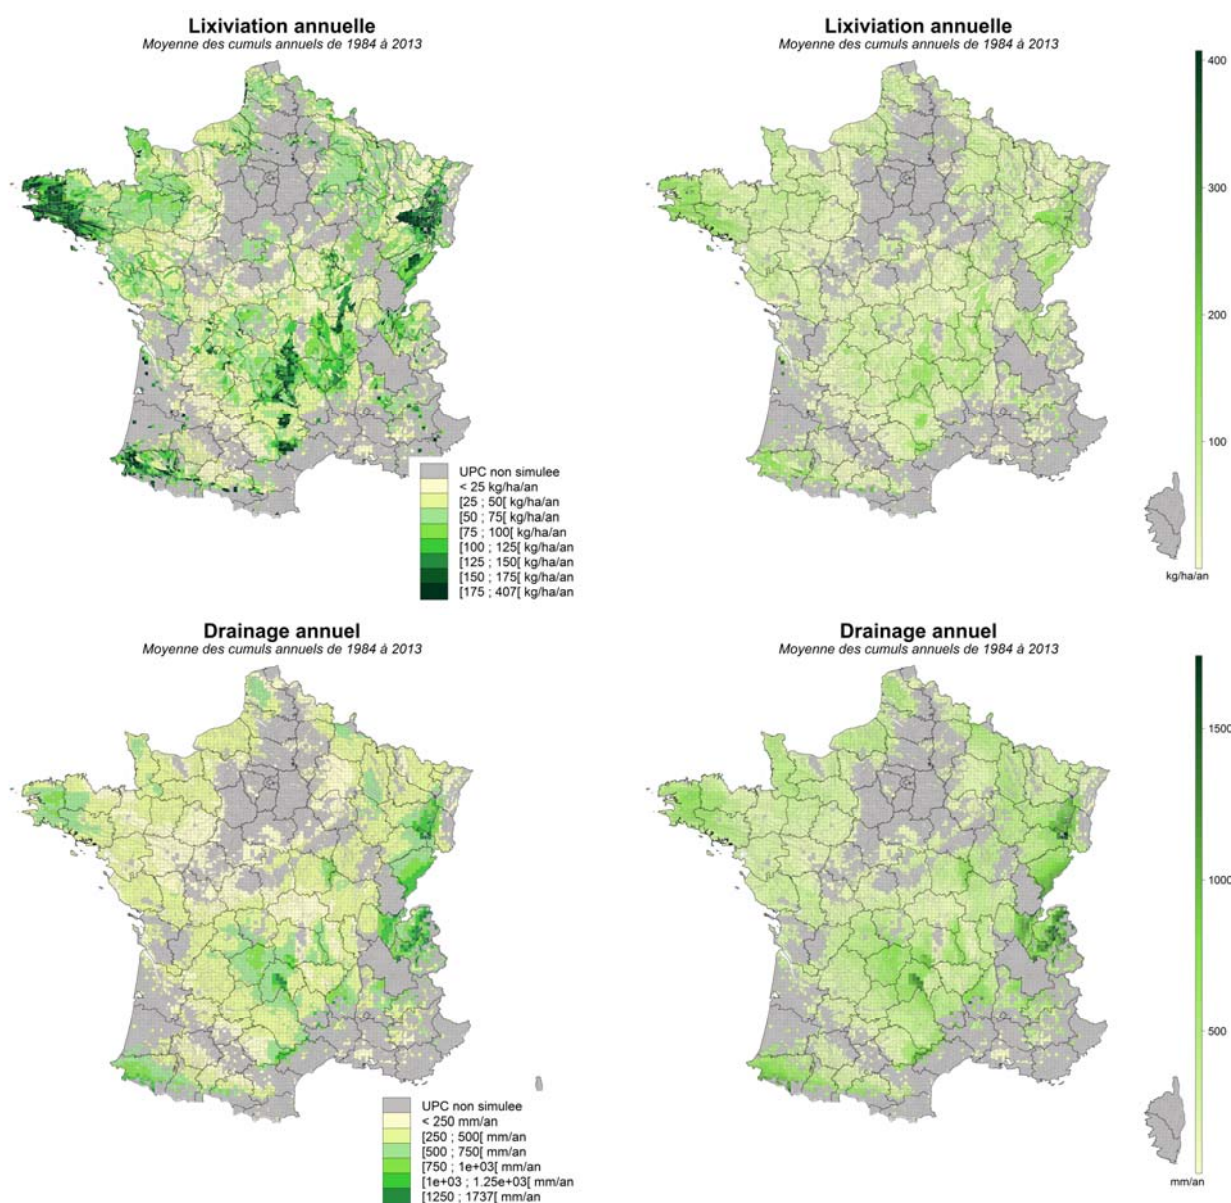 Lixiviation annuelle
Moyenne des cumuls annuels de 1984 à 2013
UPC non simulee
< 25 kg/ha/an
[25 ; 50[ kg/ha/an
[50 ; 75[ kg/ha/an
[75 ; 100[ kg/ha/an
[100 ; 125[ kg/ha/an
[125 ; 150[ kg/ha/an
[150 ; 175[ kg/ha/an
[175 ; 407[ kg/ha/an
Lixiviation annuelle
Moyenne des cumuls annuels de 1984 à 2013
400
300
200
100
kg/ha/an
Drainage annuel
Moyenne des cumuls annuels de 1984 à 2013
UPC non simulee
< 250 mm/an
[250 ; 500[ mm/an
[500 ; 750[ mm/an
[750 ; 1e+03[ mm/an
[1e+03 ; 1.25e+03[ mm/an
[1250 ; 1737[ mm/an
Drainage annuel
Moyenne des cumuls annuels de 1984 à 2013
1500
1000
500
mm/an